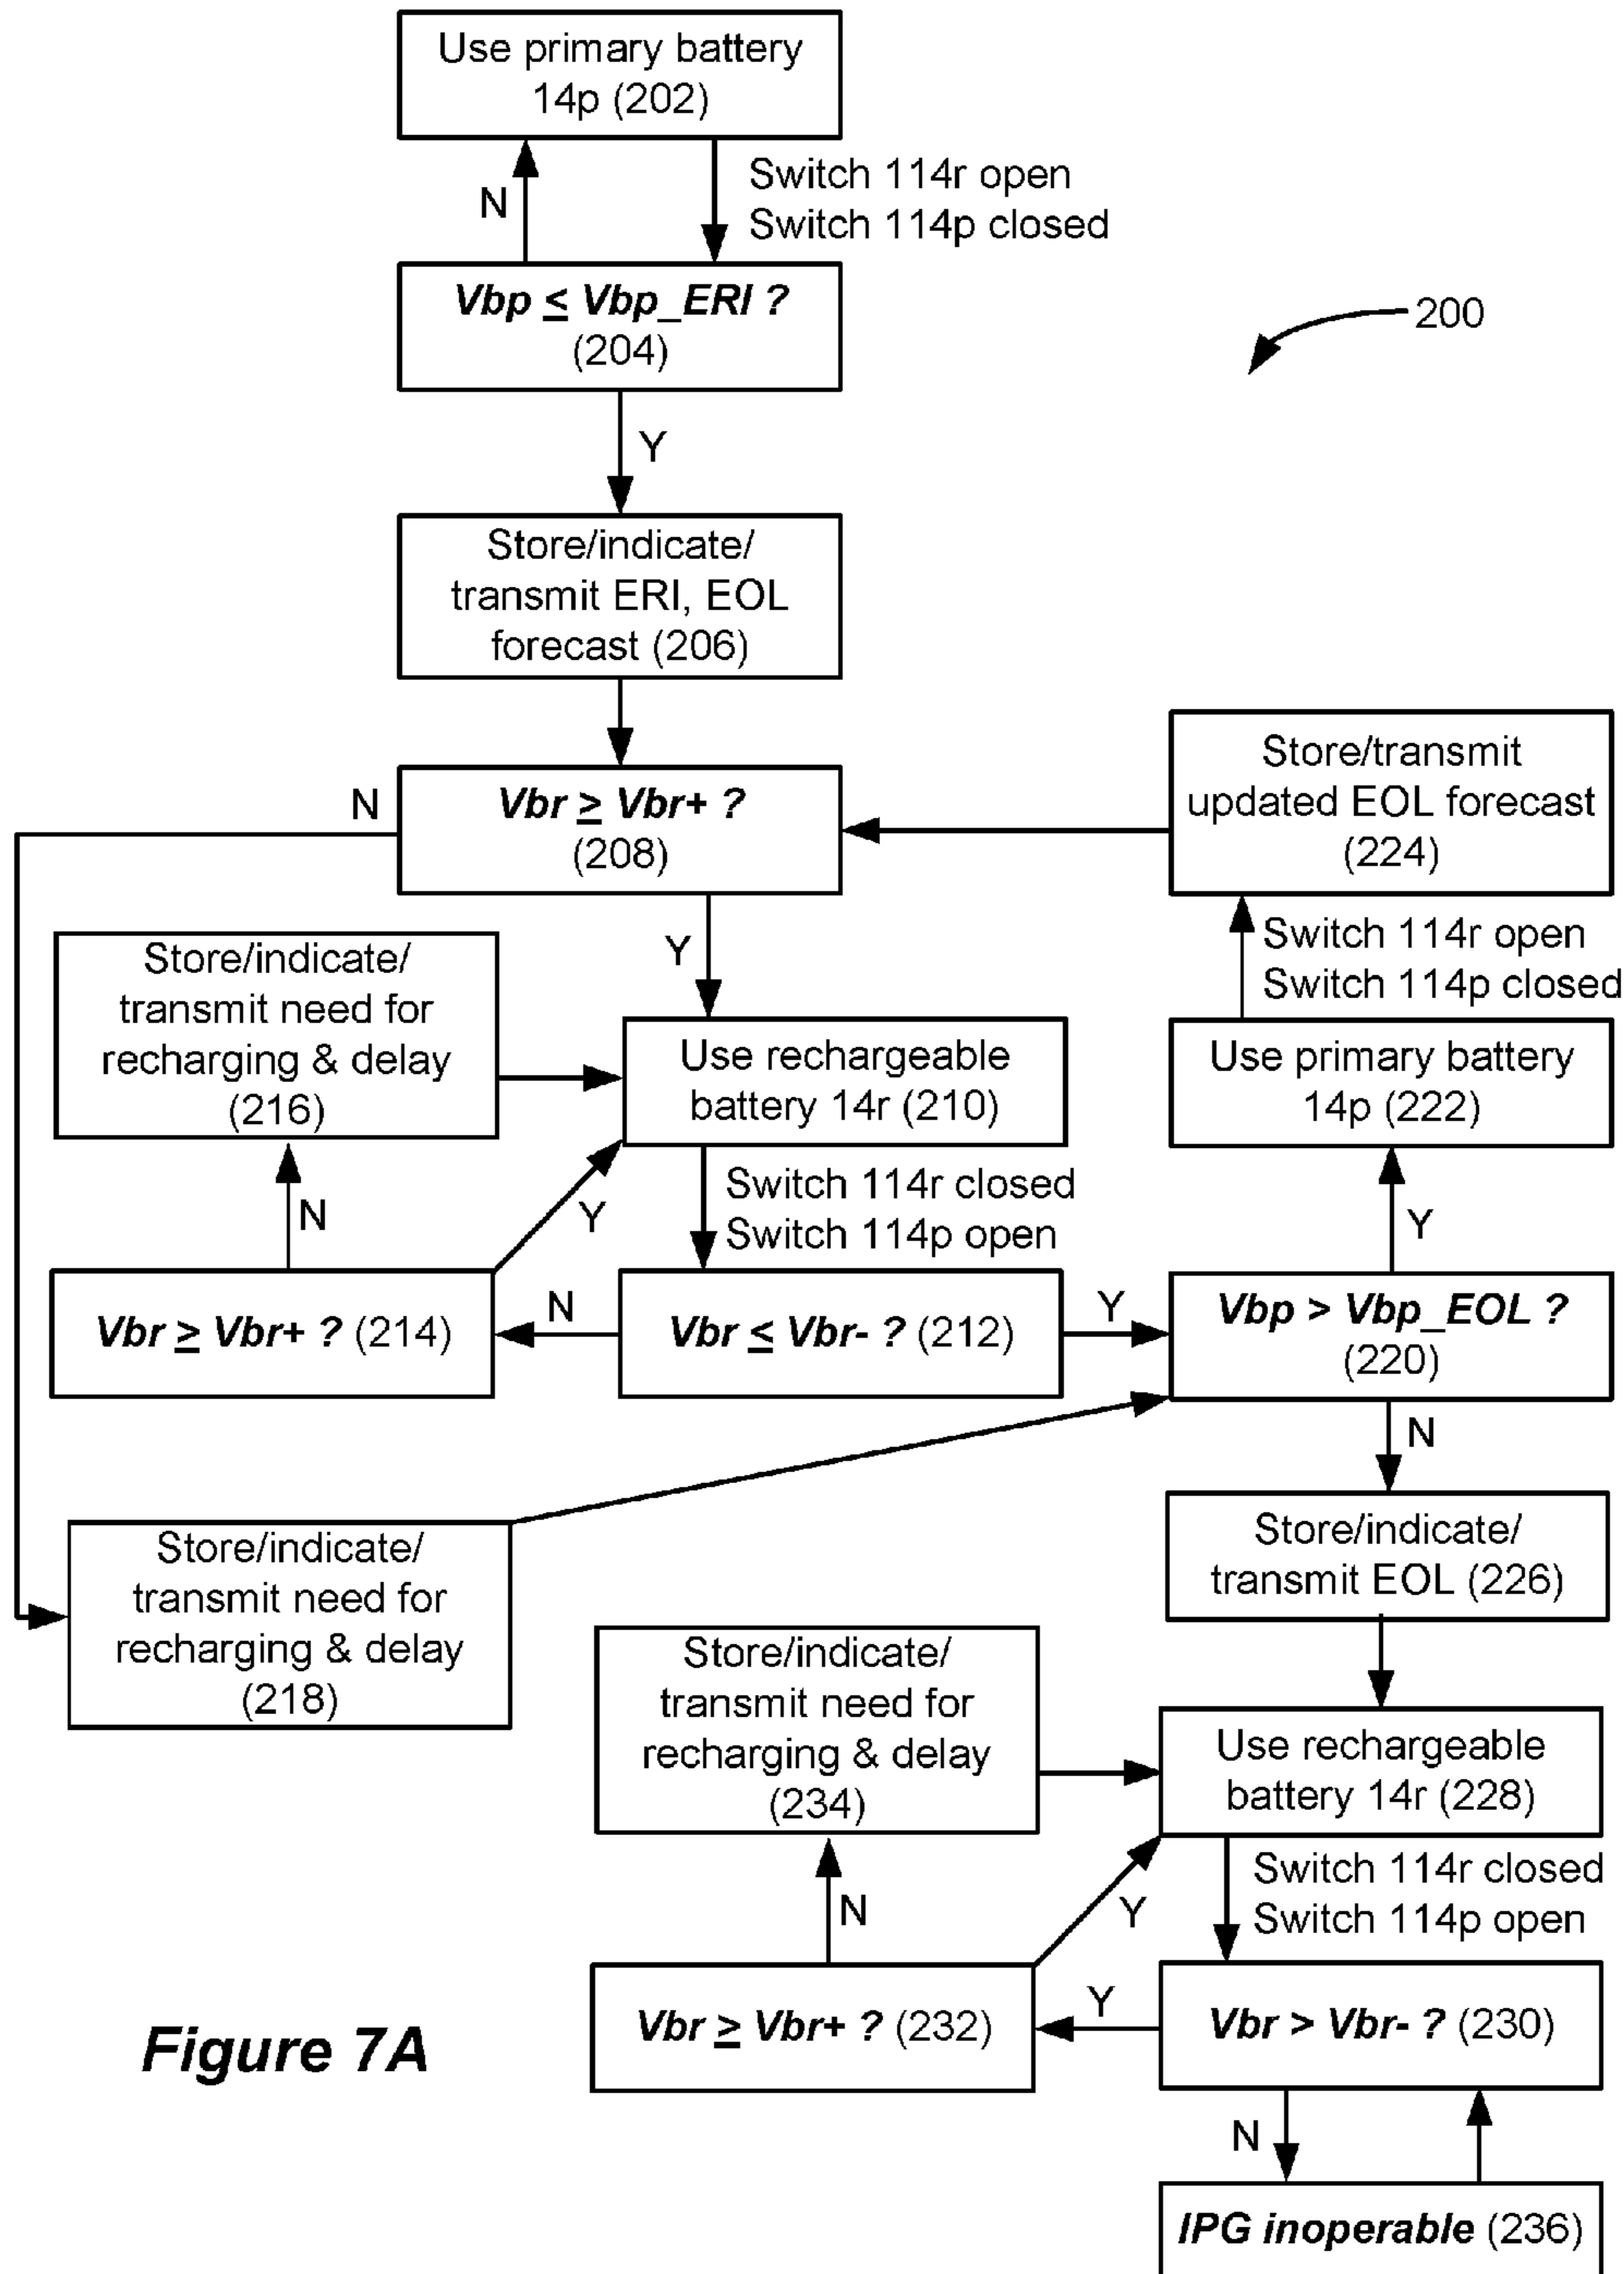 Use primary battery
14p (202)
N
Switch 114r open
Switch 114p closed
Vbp ≤ Vbp_ERI ?
(204)
200
Y
Store/indicate/
transmit ERI, EOL
forecast (206)
N
Vbr ≥ Vbr+ ?
(208)
Store/transmit
updated EOL forecast
(224)
Y
Switch 114r open
Switch 114p closed
Store/indicate/
transmit need for
recharging & delay
(216)
Use rechargeable
battery 14r (210)
Use primary battery
14p (222)
N
Y
Switch 114r closed
Switch 114p open
Y
Vbr ≥ Vbr+ ? (214)
N
Vbr ≤ Vbr- ? (212)
Y
Vbp > Vbp_EOL ?
(220)
N
Store/indicate/
transmit need for
recharging & delay
(218)
Store/indicate/
transmit EOL (226)
Store/indicate/
transmit need for
recharging & delay
(234)
Use rechargeable
battery 14r (228)
N
Y
Switch 114r closed
Switch 114p open
Vbr ≥ Vbr+ ? (232)
Y
Vbr > Vbr- ? (230)
Figure 7A
N
IPG inoperable (236)